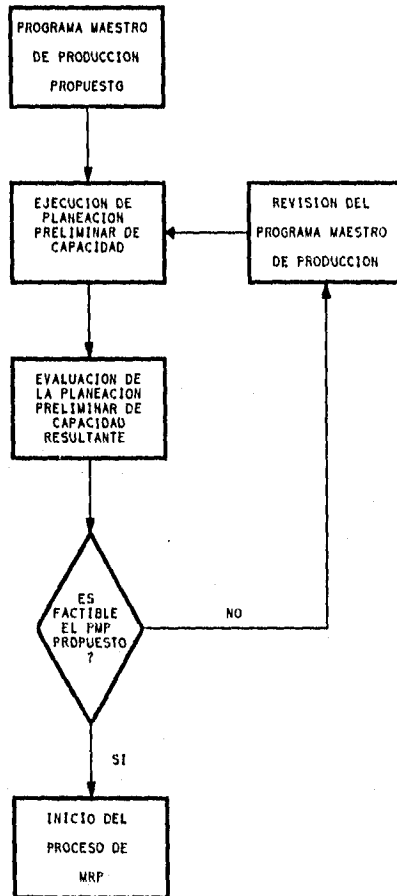 PROGRAMA MAESTRO
DE PRODUCCION
PROPUESTO
EJECUCION DE
PLANEACION
PRELIMINAR DE
CAPACIDAD
REVISION DEL
PROGRAMA MAESTRO
DE PRODUCCION
EVALUACION DE
LA PLANEACION
PRELIMINAR DE
CAPACIDAD
RESULTANTE
ES
FACTIBLE
EL PMP
PROPUESTO
?
NO
SI
INICIO DEL
PROCESO DE
MRP